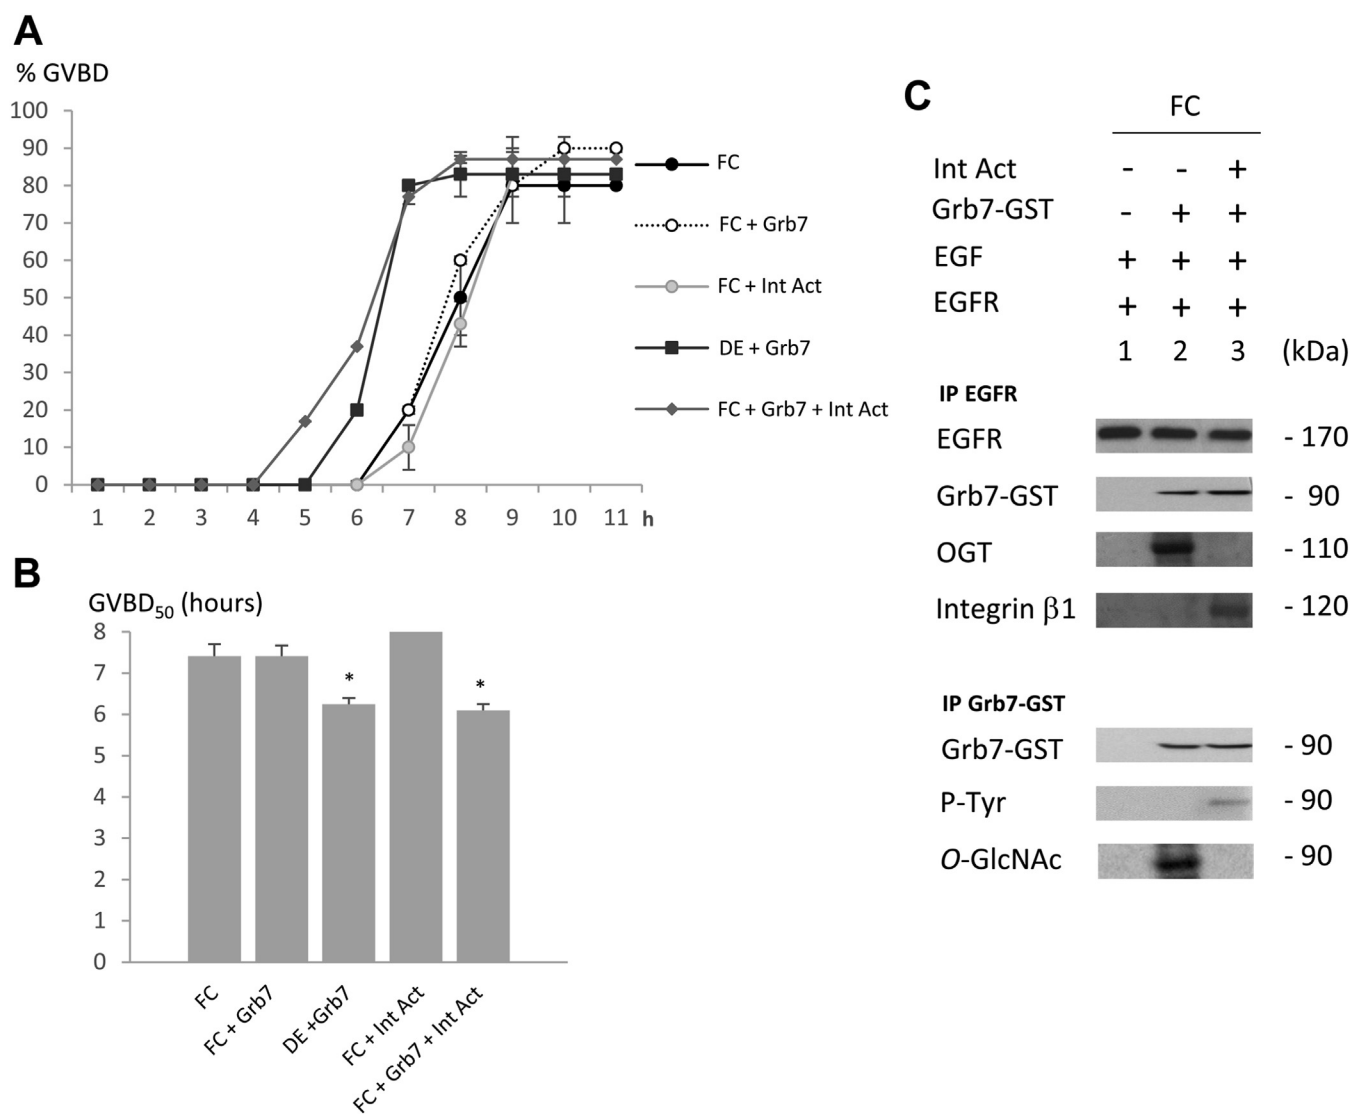 A
% GVBD
100
90
80
70
60
50
40
30
20
10
0
1 2 3 4 5 6 7 8 9 10 11 h
FC
FC + Grb7
FC + Int Act
DE + Grb7
FC + Grb7 + Int Act
B
GVBD50 (hours)
8
7
6
5
4
3
2
1
0
* *
FC
FC + Grb7
DE +Grb7
FC + Int Act
FC + Grb7 + Int Act
C
FC
Int Act - - +
Grb7-GST - + +
EGF + + +
EGFR + + +
1 2 3 (kDa)
IP EGFR
EGFR - 170
Grb7-GST - 90
OGT - 110
Integrin β1 - 120
IP Grb7-GST
Grb7-GST - 90
P-Tyr - 90
O-GlcNAc - 90